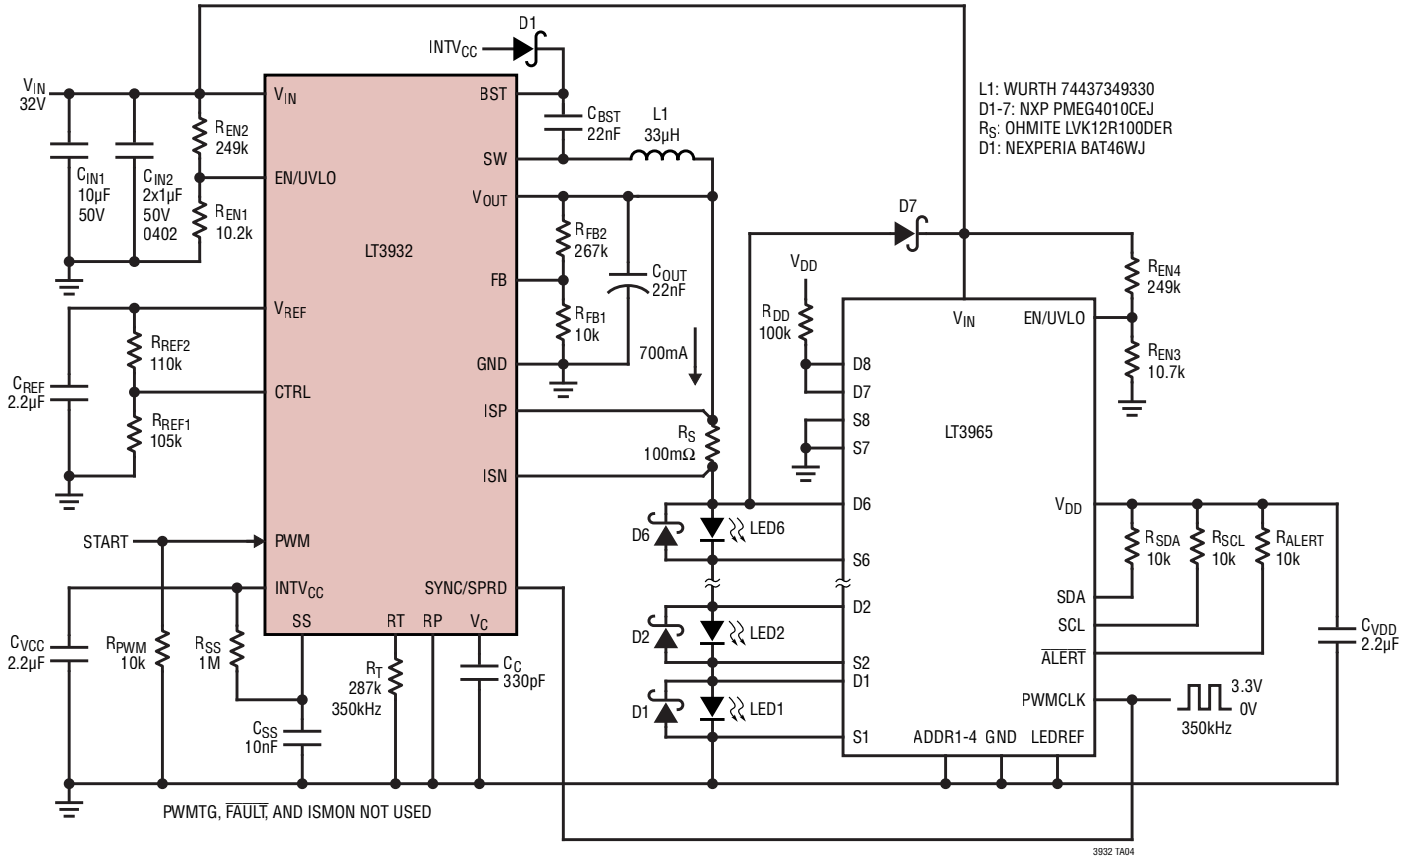 D1
INTVCC
VIN
32V
CIN1
10µF
50V
CIN2
2x1µF
50V
0402
REN2
249k
REN1
10.2k
VIN
EN/UVLO
LT3932
BST
SW
VOUT
FB
GND
ISP
ISN
CBST
22nF
L1
33µH
RFB2
267k
RFB1
10k
COUT
22nF
700mA
RS
100mΩ
L1: WURTH 74437349330
D1-7: NXP PMEG4010CEJ
RS: OHMITE LVK12R100DER
D1: NEXPERIA BAT46WJ
VREF
CTRL
CREF
2.2µF
RREF2
110k
RREF1
105k
START
PWM
INTVCC
SS
RT
RP
VC
SYNC/SPRD
CVCC
2.2µF
RPWM
10k
RSS
1M
CSS
10nF
RT
287k
350kHz
CC
330pF
D7
VDD
RDD
100k
VIN
EN/UVLO
REN4
249k
REN3
10.7k
D8
D7
S8
S7
LT3965
D6
S6
D2
S2
D1
S1
D6
LED6
D2
LED2
D1
LED1
VDD
SDA
SCL
ALERT
PWMCLK
RSDA
10k
RSCL
10k
RALERT
10k
CVDD
2.2µF
3.3V
0V
350kHz
ADDR1-4
GND
LEDREF
PWMTG, FAULT, AND ISMON NOT USED
3932 TA04